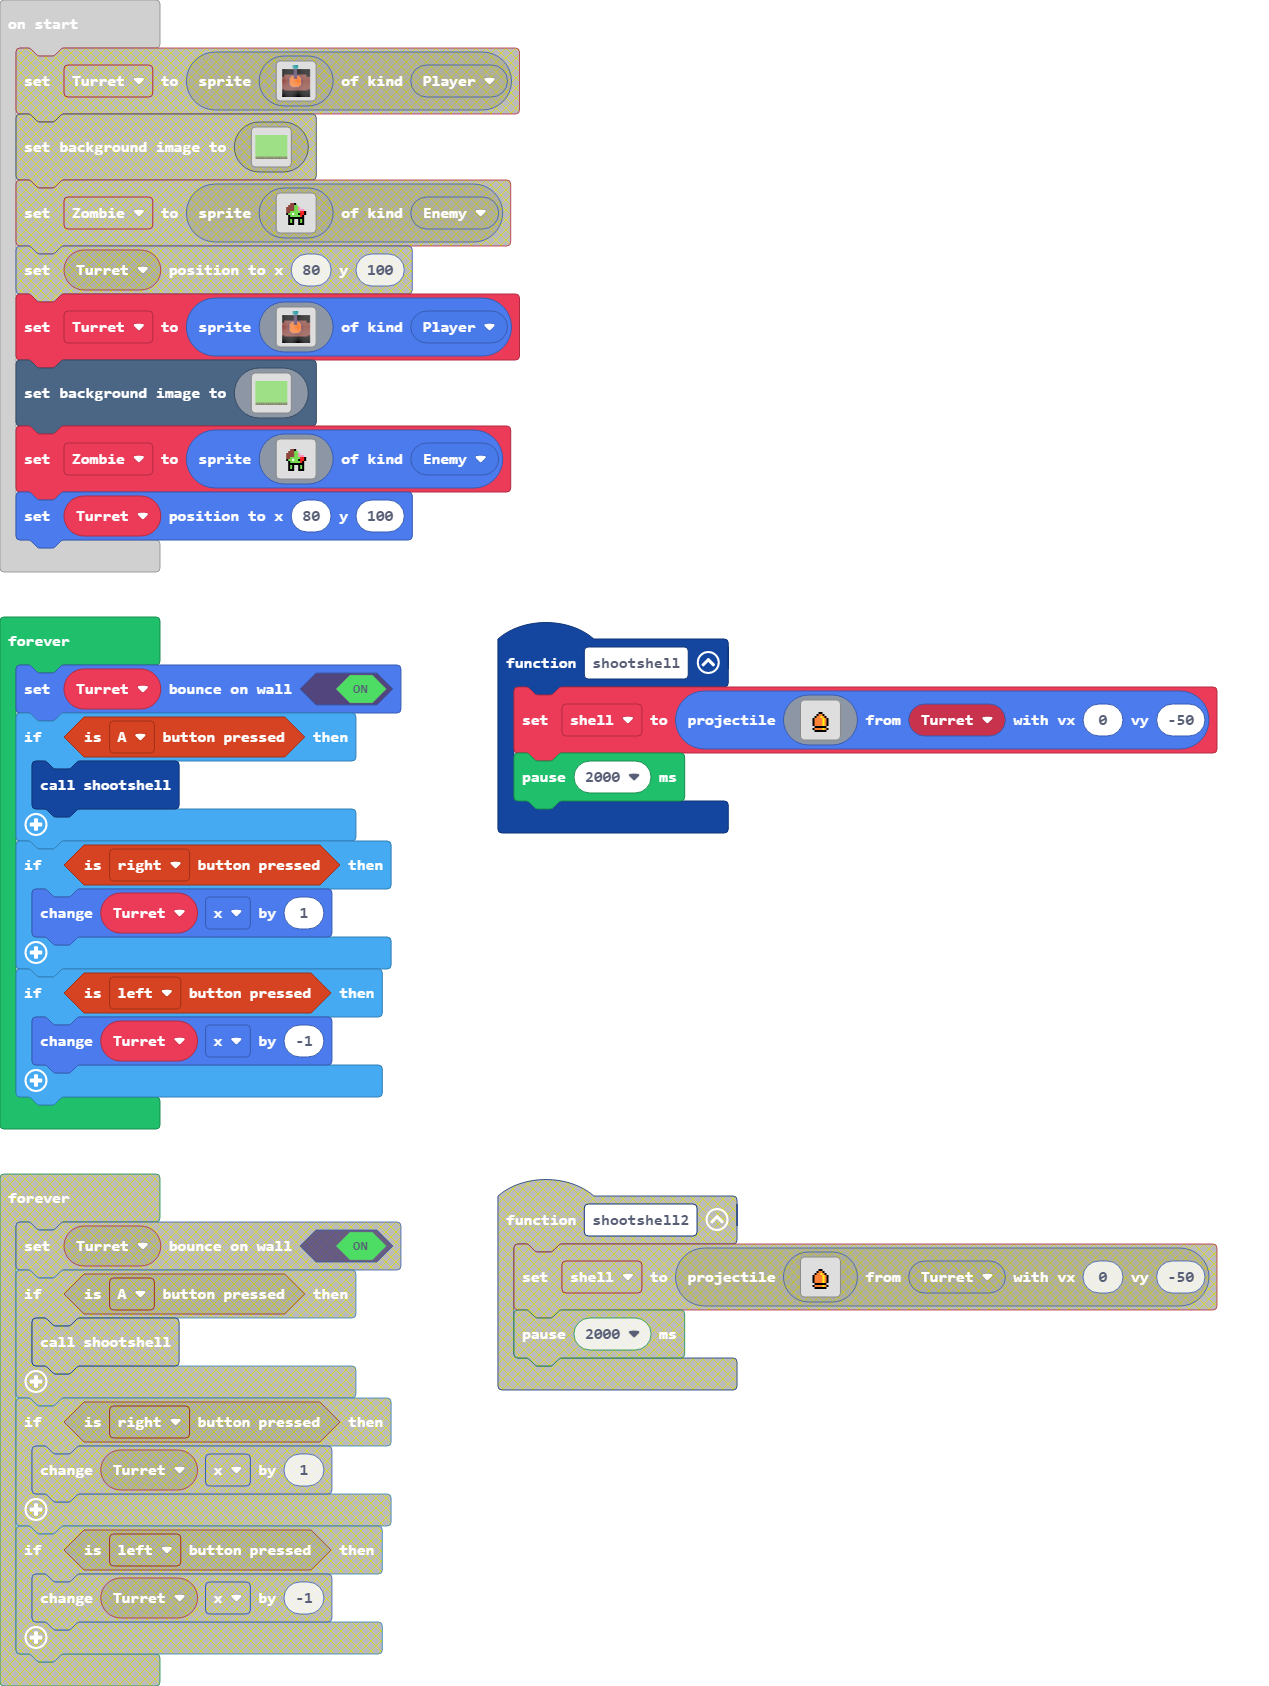 on start
set Turret to sprite of kind Player
set background image to
set Zombie to sprite of kind Enemy
set Turret position to x 80 y 100
set Turret to sprite of kind Player
set background image to
set Zombie to sprite of kind Enemy
set Turret position to x 80 y 100
forever
set Turret bounce on wall ON
if is A button pressed then
call shootshell
if is right button pressed then
change Turret x by 1
if is left button pressed then
change Turret x by -1
function shootshell
set shell to projectile from Turret with vx 0 vy -50
pause 2000 ms
forever
set Turret bounce on wall ON
if is A button pressed then
call shootshell
if is right button pressed then
change Turret x by 1
if is left button pressed then
change Turret x by -1
function shootshell2
set shell to projectile from Turret with vx 0 vy -50
pause 2000 ms